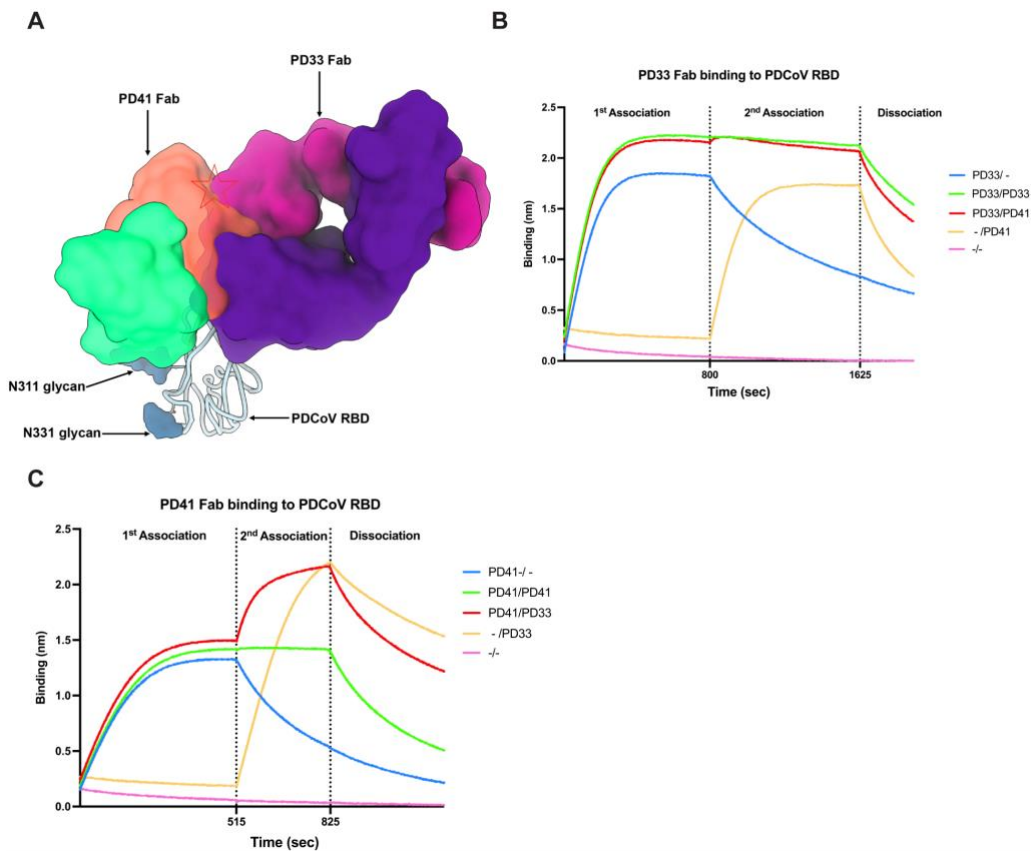 A
PD33 Fab
PD41 Fab
N311 glycan
N331 glycan
PDCoV RBD
B
PD33 Fab binding to PDCoV RBD
1st Association
2nd Association
Dissociation
2.5
2.0
1.5
1.0
0.5
0.0
Binding (nm)
800
1625
Time (sec)
PD33/ -
PD33/PD33
PD33/PD41
- /PD41
-/-
C
PD41 Fab binding to PDCoV RBD
1st Association
2nd Association
Dissociation
2.5
2.0
1.5
1.0
0.5
0.0
Binding (nm)
515
825
Time (sec)
PD41-/ -
PD41/PD41
PD41/PD33
- /PD33
-/-